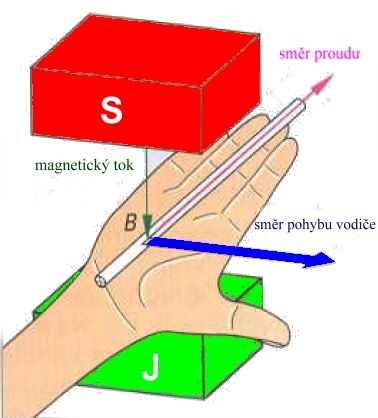 směr proudu
S
magnetický tok
B
směr pohybu vodiče
J